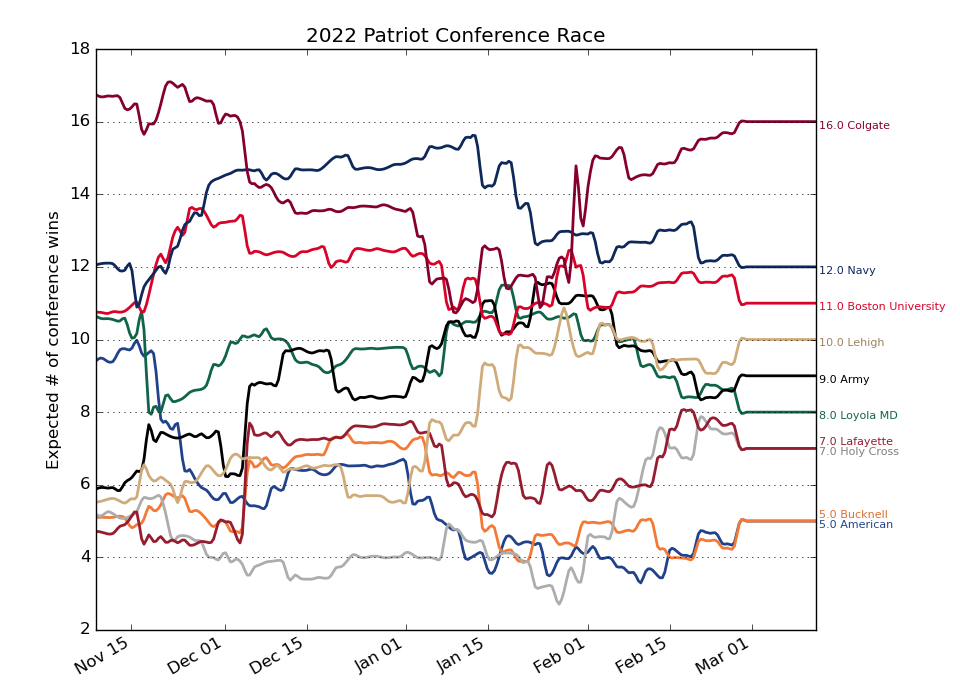 2022 Patriot Conference Race
Expected # of conference wins
18
16
14
12
10
8
6
4
2
Nov 15
Dec 01
Dec 15
Jan 01
Jan 15
Feb 01
Feb 15
Mar 01
16.0 Colgate
12.0 Navy
11.0 Boston University
10.0 Lehigh
9.0 Army
8.0 Loyola MD
7.0 Lafayette
7.0 Holy Cross
5.0 Bucknell
5.0 American